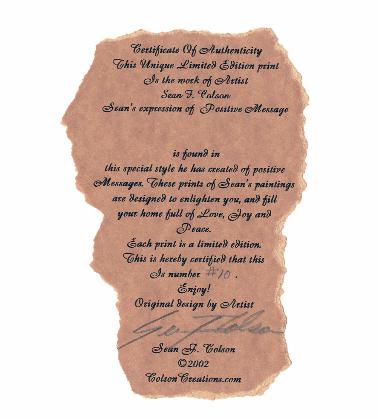 Certificate Of Authenticity
This Unique Limited Edition print
Is the work of Artist
Sean F. Colson
Sean's expression of Positive Message
is found in
this special style he has created of positive
Messages. These prints of Sean's paintings
are designed to enlighten you, and fill
your home full of Love, Joy and
Peace.
Each print is a limited edition.
This is hereby certified that this
Is number #10 .
Enjoy!
Original design by Artist
Sean F Colson
Sean F. Colson
©2002
ColsonCreations.com